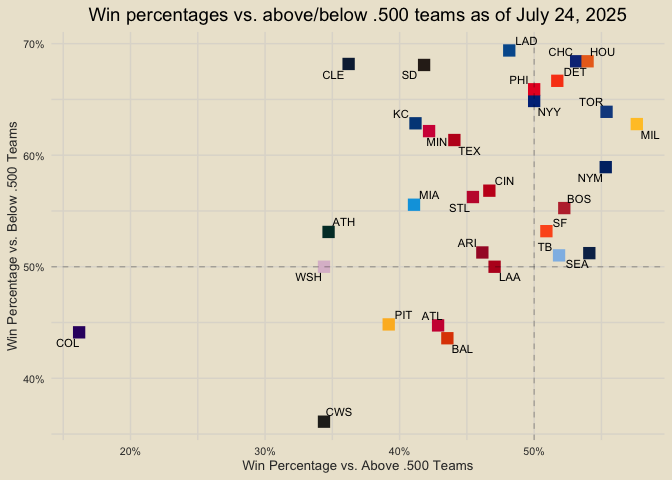 Win percentages vs. above/below .500 teams as of July 24, 2025
70%
LAD
CHC HOU
CLE SD DET
PHI
KC NYY TOR
MIL
MIN TEX
60%
CIN NYM
MIA STL BOS
ATH SF
ARI TB SEA
50%
WSH LAA
PIT ATL
COL BAL
40%
CWS
20% 30% 40% 50%
Win Percentage vs. Above .500 Teams
Win Percentage vs. Below .500 Teams